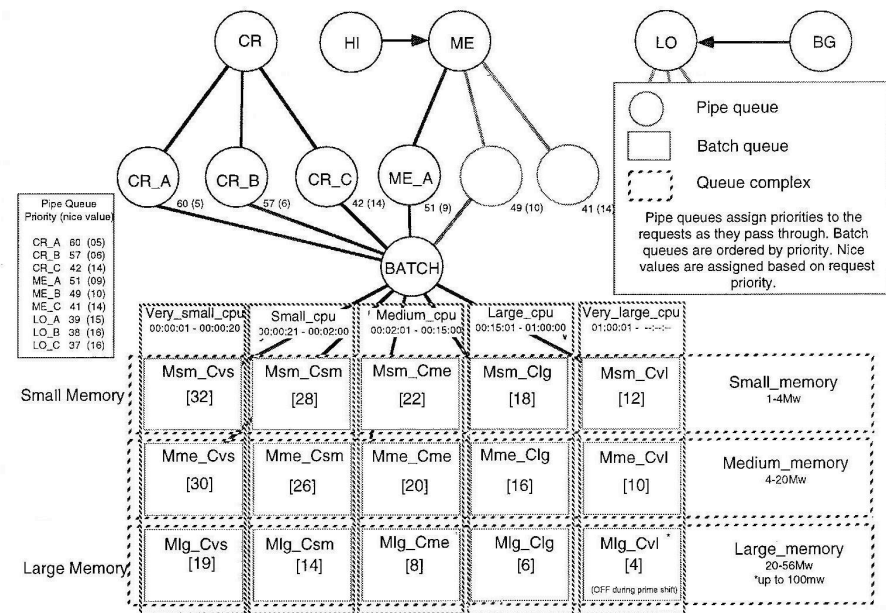 CR
HI
ME
LO
BG
Pipe queue
Batch queue
Queue complex
Pipe queues assign priorities to the
requests as they pass through. Batch
queues are ordered by priority. Nice
values are assigned based on request
priority.
CR_A
CR_B
CR_C
ME_A
60 (5)
57 (6)
42 (14)
51 (9)
49 (10)
41 (14)
Pipe Queue
Priority (nice value)
CR_A 60 (05)
CR_B 57 (06)
CR_C 42 (14)
ME_A 51 (09)
ME_B 49 (10)
ME_C 41 (14)
LO_A 39 (15)
LO_B 38 (16)
LO_C 37 (16)
BATCH
Very_small_cpu
00:00:01 - 00:00:20
Small_cpu
00:00:21 - 00:02:00
Medium_cpu
00:02:01 - 00:15:00
Large_cpu
00:15:01 - 01:00:00
Very_large_cpu
01:00:01 - --:--:--
Small Memory
Msm_Cvs
[32]
Msm_Csm
[28]
Msm_Cme
[22]
Msm_Clg
[18]
Msm_Cvl
[12]
Small_memory
1-4Mw
Mme_Cvs
[30]
Mme_Csm
[26]
Mme_Cme
[20]
Mme_Clg
[16]
Mme_Cvl
[10]
Medium_memory
4-20Mw
Large Memory
Mlg_Cvs
[19]
Mlg_Csm
[14]
Mlg_Cme
[8]
Mlg_Clg
[6]
Mlg_Cvl *
[4]
(OFF during prime shift)
Large_memory
20-56Mw
*up to 100mw